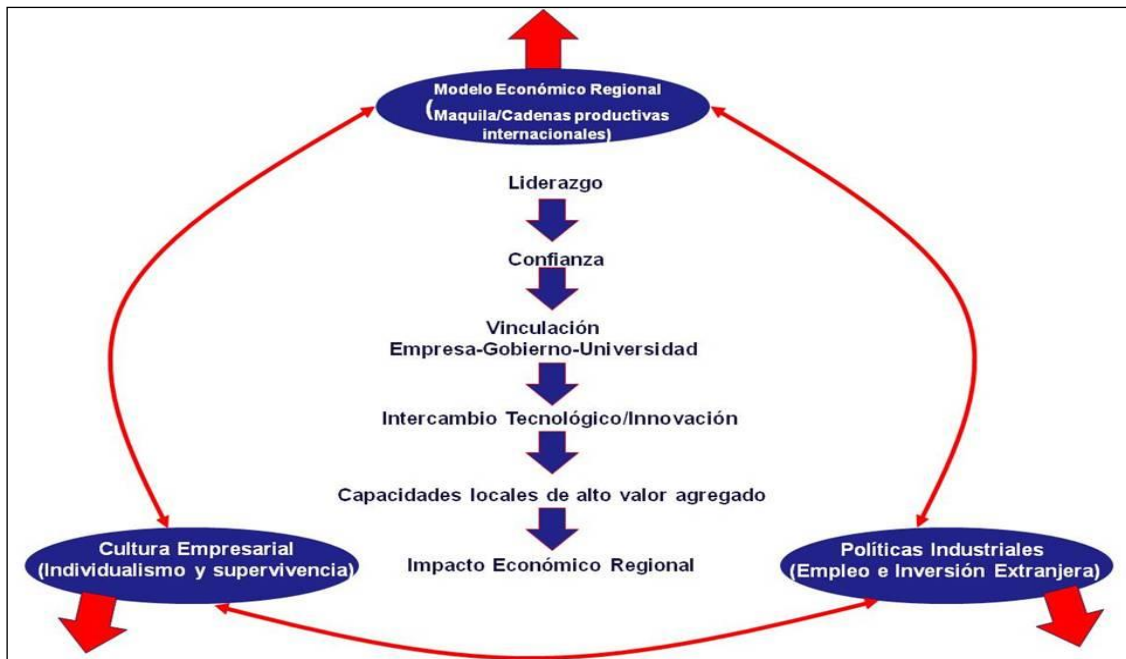 Modelo Económico Regional
(Maquila/Cadenas productivas
internacionales)
Liderazgo
Confianza
Vinculación
Empresa-Gobierno-Universidad
Intercambio Tecnológico/Innovación
Capacidades locales de alto valor agregado
Impacto Económico Regional
Cultura Empresarial
(Individualismo y supervivencia)
Políticas Industriales
(Empleo e Inversión Extranjera)